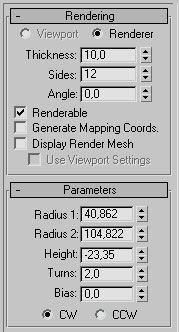 - Rendering
Viewport Renderer
Thickness: 10,0
Sides: 12
Angle: 0,0
Renderable
Generate Mapping Coords.
Display Render Mesh
Use Viewport Settings
- Parameters
Radius 1: 40,862
Radius 2: 104,822
Height: -23,35
Turns: 2,0
Bias: 0,0
CW CCW